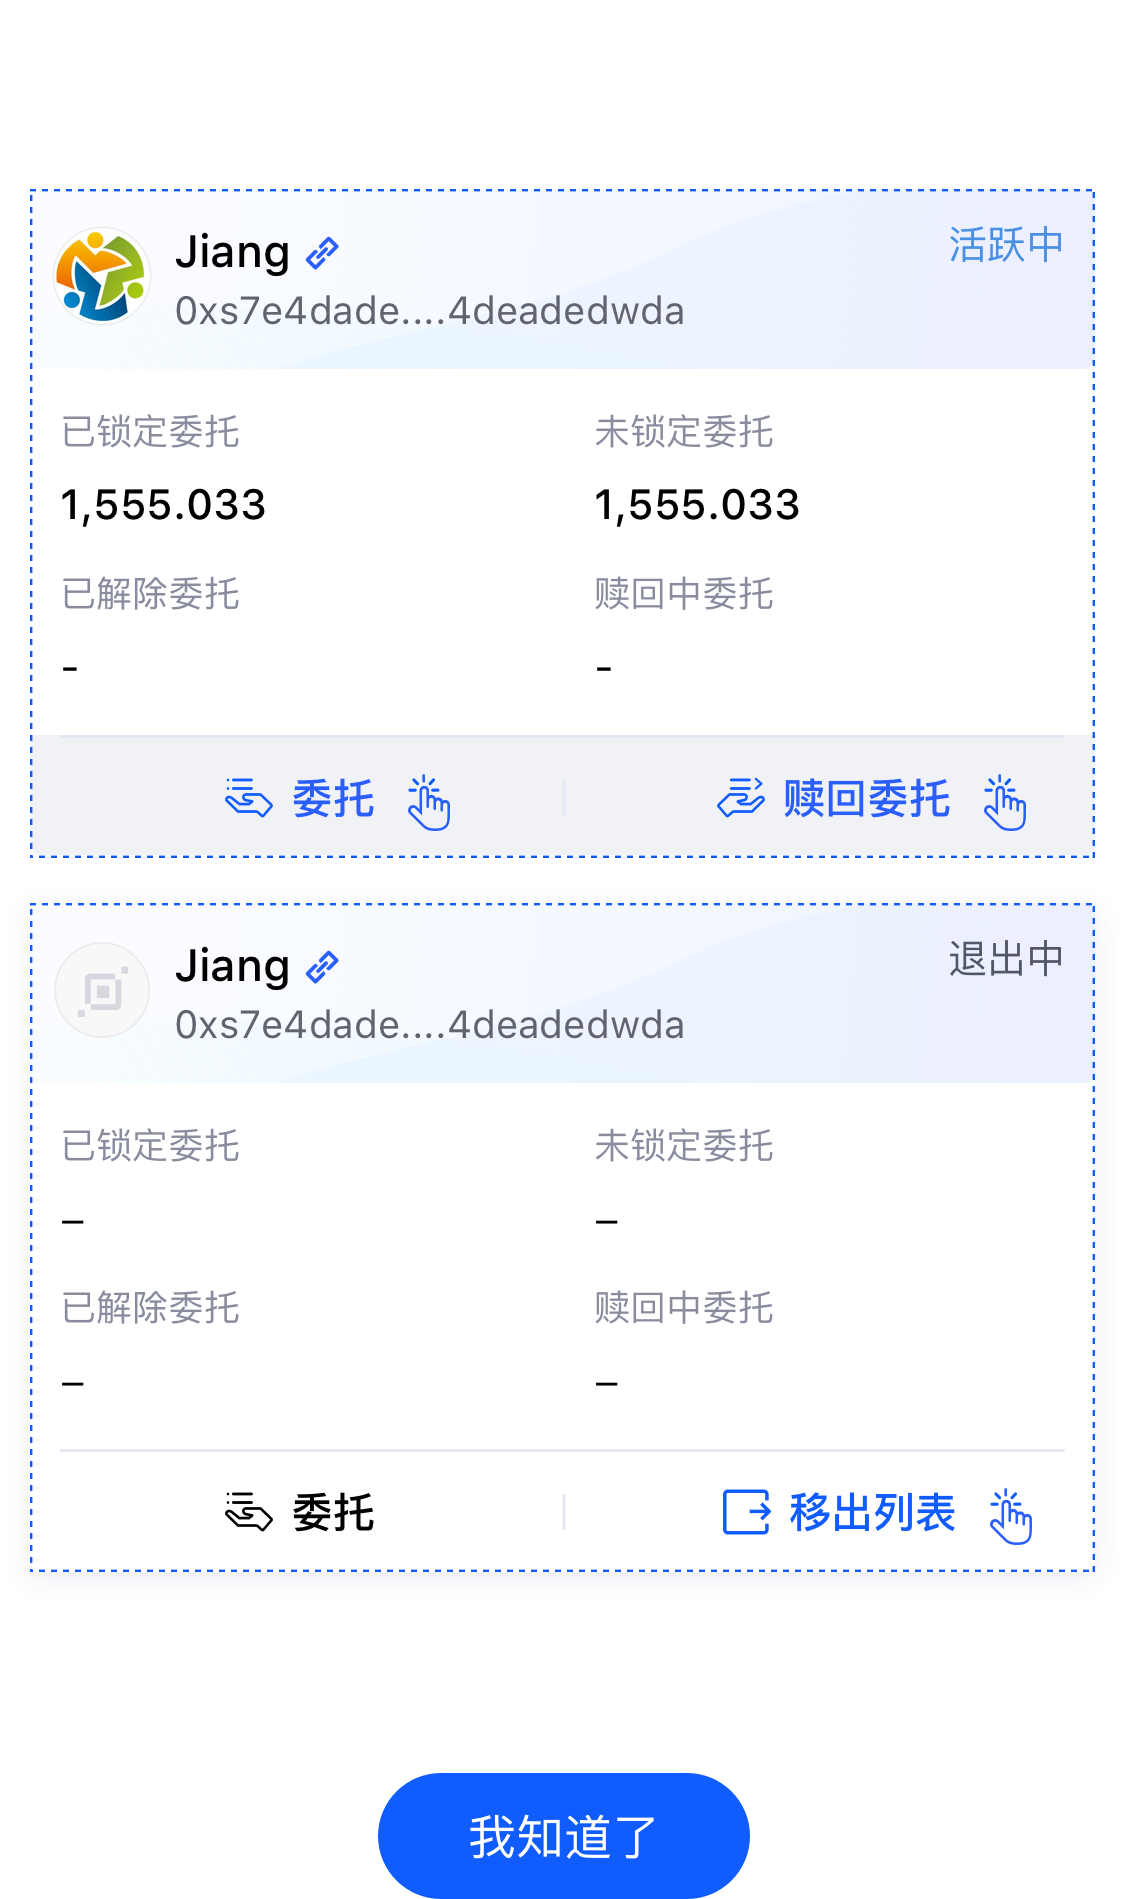 Jiang
活跃中
0xs7e4dade....4deadedwda
已锁定委托
未锁定委托
1,555.033
1,555.033
已解除委托
赎回中委托
-
-
委托
赎回委托
Jiang
退出中
0xs7e4dade....4deadedwda
已锁定委托
未锁定委托
–
–
已解除委托
赎回中委托
–
–
委托
移出列表
我知道了